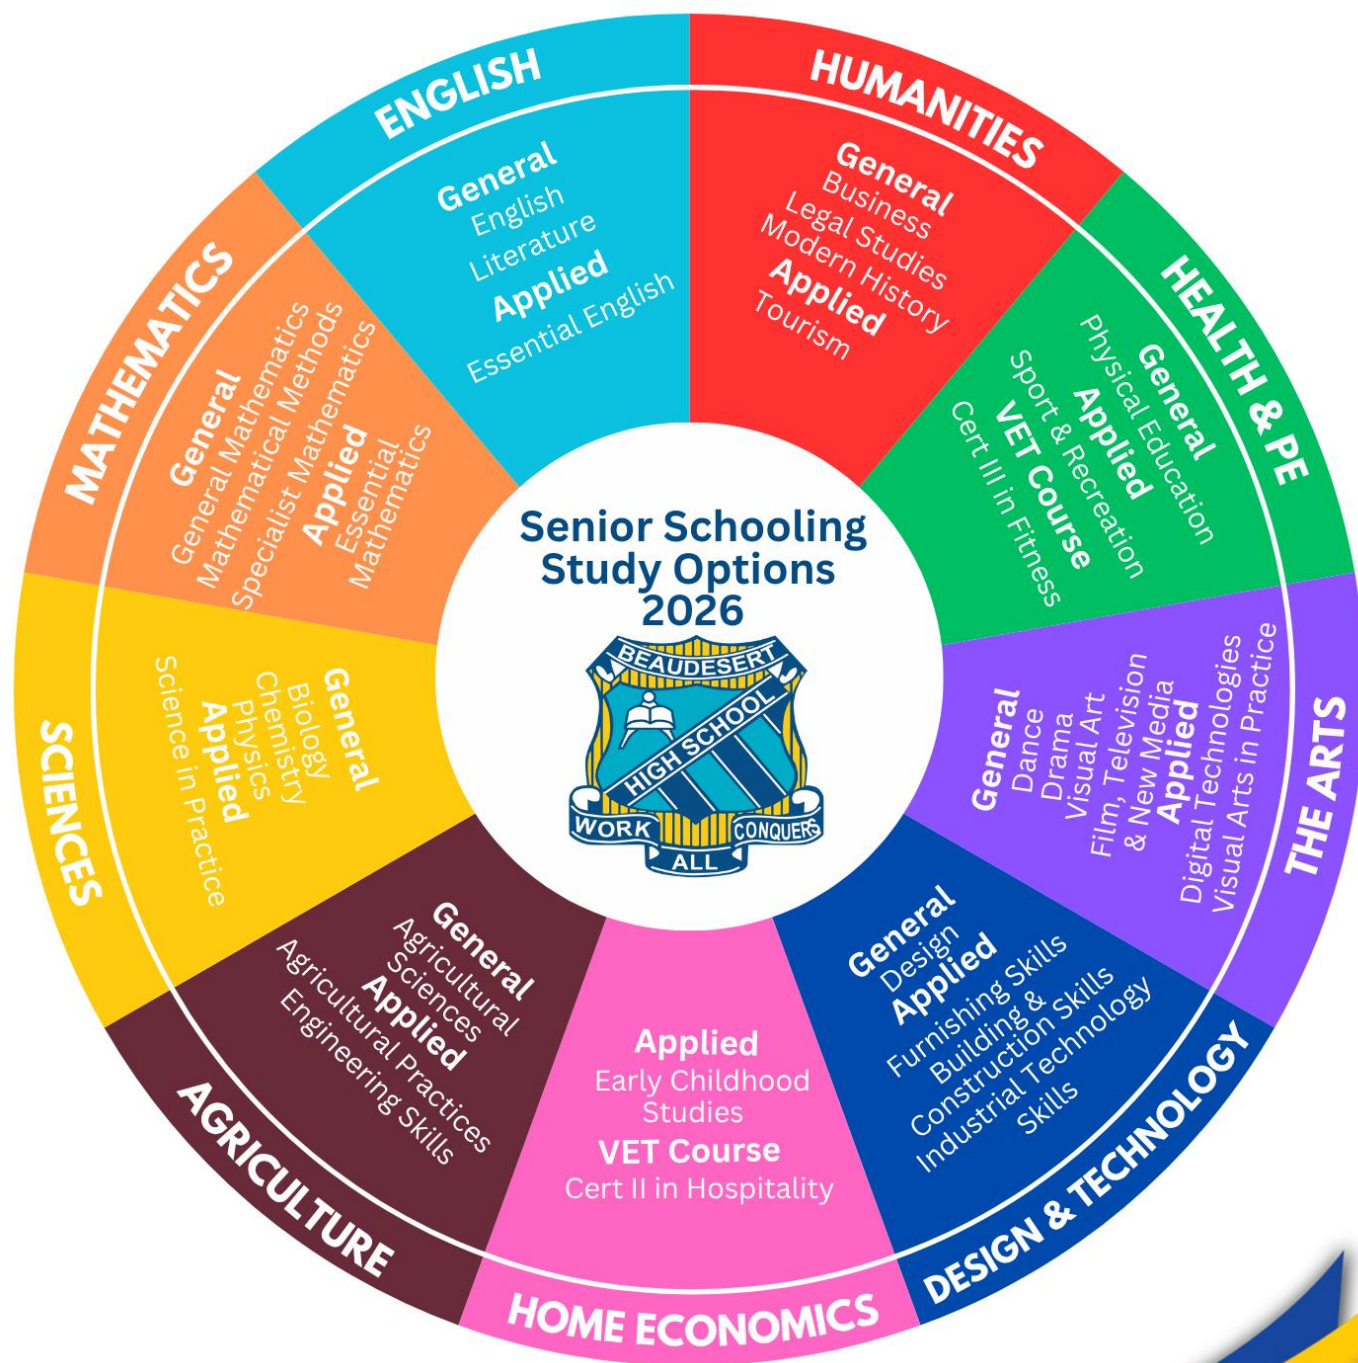 Senior Schooling
Study Options
2026
BEAUDESERT
HIGH SCHOOL
WORK
ALL
CONQUERS
ENGLISH
General
English
Literature
Applied
Essential English
HUMANITIES
General
Business
Legal Studies
Modern History
Applied
Tourism
HEALTH & PE
General
Physical Education
Applied
Sport & Recreation
VET Course
Cert III in Fitness
THE ARTS
General
Dance
Drama
Visual Art
Film, Television
& New Media
Applied
Digital Technologies
Visual Arts in Practice
DESIGN & TECHNOLOGY
General
Design
Applied
Furnishing Skills
Building &
Construction Skills
Industrial Technology
Skills
HOME ECONOMICS
Applied
Early Childhood
Studies
VET Course
Cert II in Hospitality
AGRICULTURE
General
Agricultural
Sciences
Applied
Agricultural Practices
Engineering Skills
SCIENCES
General
Biology
Chemistry
Physics
Applied
Science in Practice
MATHEMATICS
General
General Mathematics
Mathematical Methods
Specialist Mathematics
Applied
Essential
Mathematics